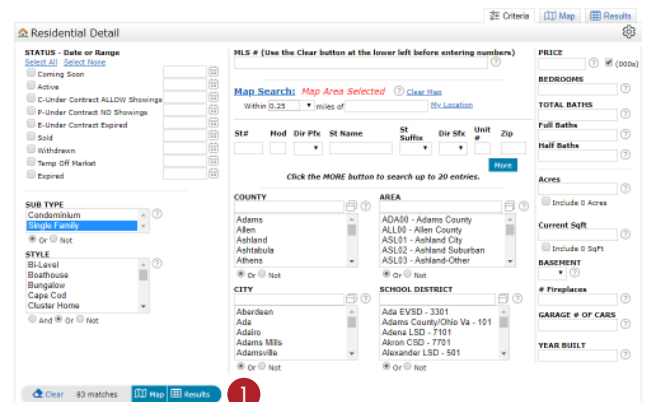 Criteria Map Results
Residential Detail
STATUS - Date or Range
Select All Select None
Coming Soon
Active
C-Under Contract ALLOW Showings
P-Under Contract NO Showings
E-Under Contract Expired
Sold
Withdrawn
Temp Off Market
Expired
SUB TYPE
Condominium
Single Family
Or Not
STYLE
Bi-Level
Boathouse
Bungalow
Cape Cod
Cluster Home
And Or Not
MLS # (Use the Clear button at the lower left before entering numbers)
Map Search: Map Area Selected Clear Map
Within 0.25 miles of My Location
St# Mod Dir Pfx St Name St Suffix Dir Sfx Unit # Zip
More
Click the MORE button to search up to 20 entries.
COUNTY
Adams
Allen
Ashland
Ashtabula
Athens
Or Not
AREA
ADA00 - Adams County
ALL00 - Allen County
ASL01 - Ashland City
ASL02 - Ashland Suburban
ASL03 - Ashland-Other
Or Not
CITY
Aberdeen
Ada
Adairo
Adams Mills
Adamsville
Or Not
SCHOOL DISTRICT
Ada EVSD - 3301
Adams County/Ohio Va - 101
Adena LSD - 7101
Akron CSD - 7701
Alexander LSD - 501
Or Not
PRICE
(000s)
BEDROOMS
TOTAL BATHS
Full Baths
Half Baths
Acres
Include 0 Acres
Current Sqft
Include 0 SqFt
BASEMENT
# Fireplaces
GARAGE # OF CARS
YEAR BUILT
Clear 83 matches Map Results 1